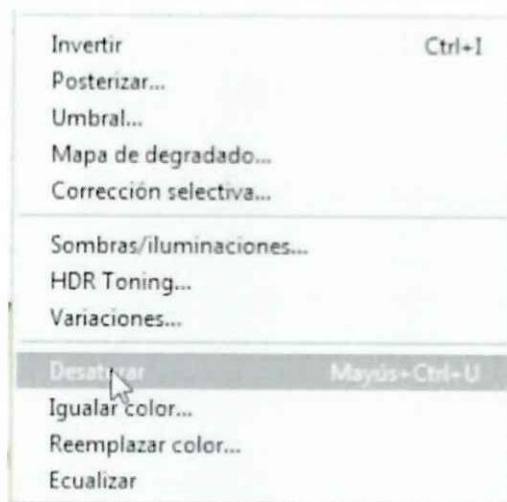 Invertir Ctrl+I
Posterizar...
Umbral...
Mapa de degradado...
Corrección selectiva...
Sombras/iluminaciones...
HDR Toning...
Variaciones...
Desaturar Mayús+Ctrl+U
Igualar color...
Reemplazar color...
Ecualizar